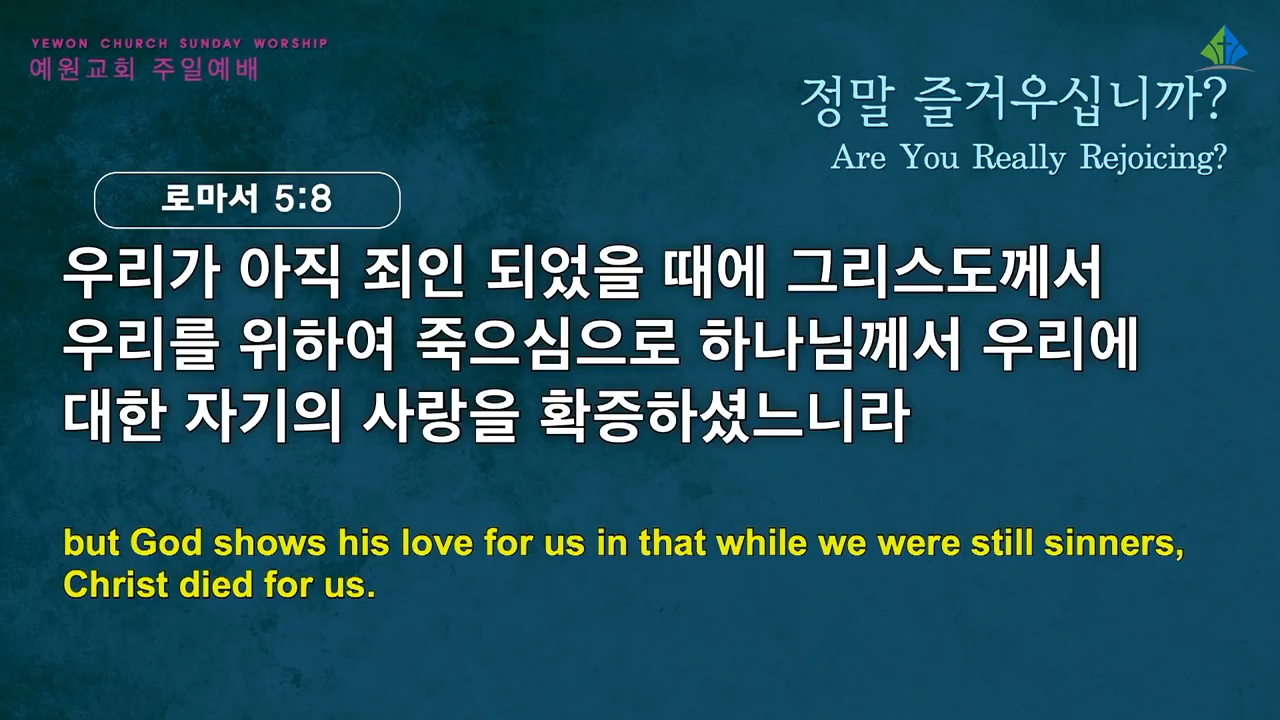 YEWON CHURCH SUNDAY WORSHIP
예원교회 주일예배
정말 즐거우십니까?
Are You Really Rejoicing?
로마서 5:8
우리가 아직 죄인 되었을 때에 그리스도께서
우리를 위하여 죽으심으로 하나님께서 우리에
대한 자기의 사랑을 확증하셨느니라
but God shows his love for us in that while we were still sinners,
Christ died for us.